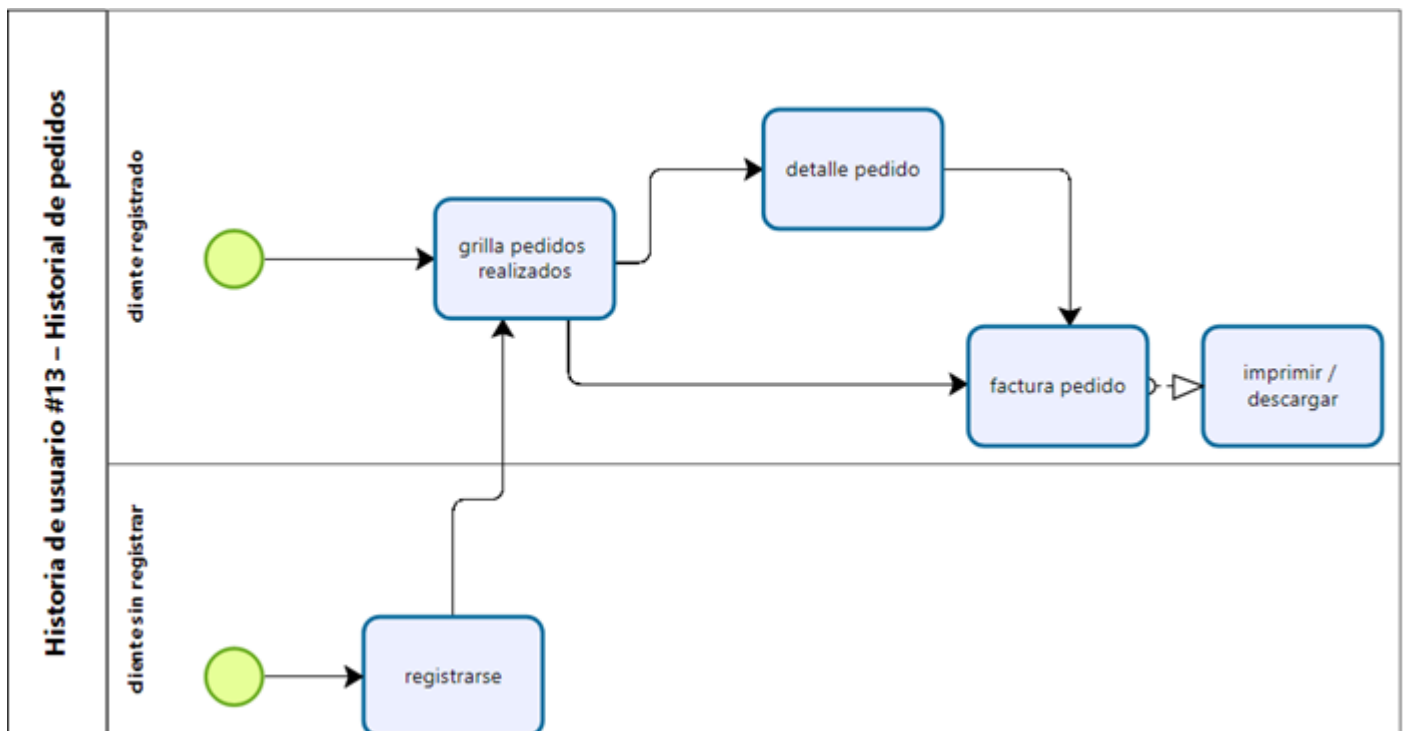 Historia de usuario #13 – Historial de pedidos
cliente registrado
detalle pedido
grilla pedidos
realizados
factura pedido
imprimir /
descargar
cliente sin registrar
registrarse